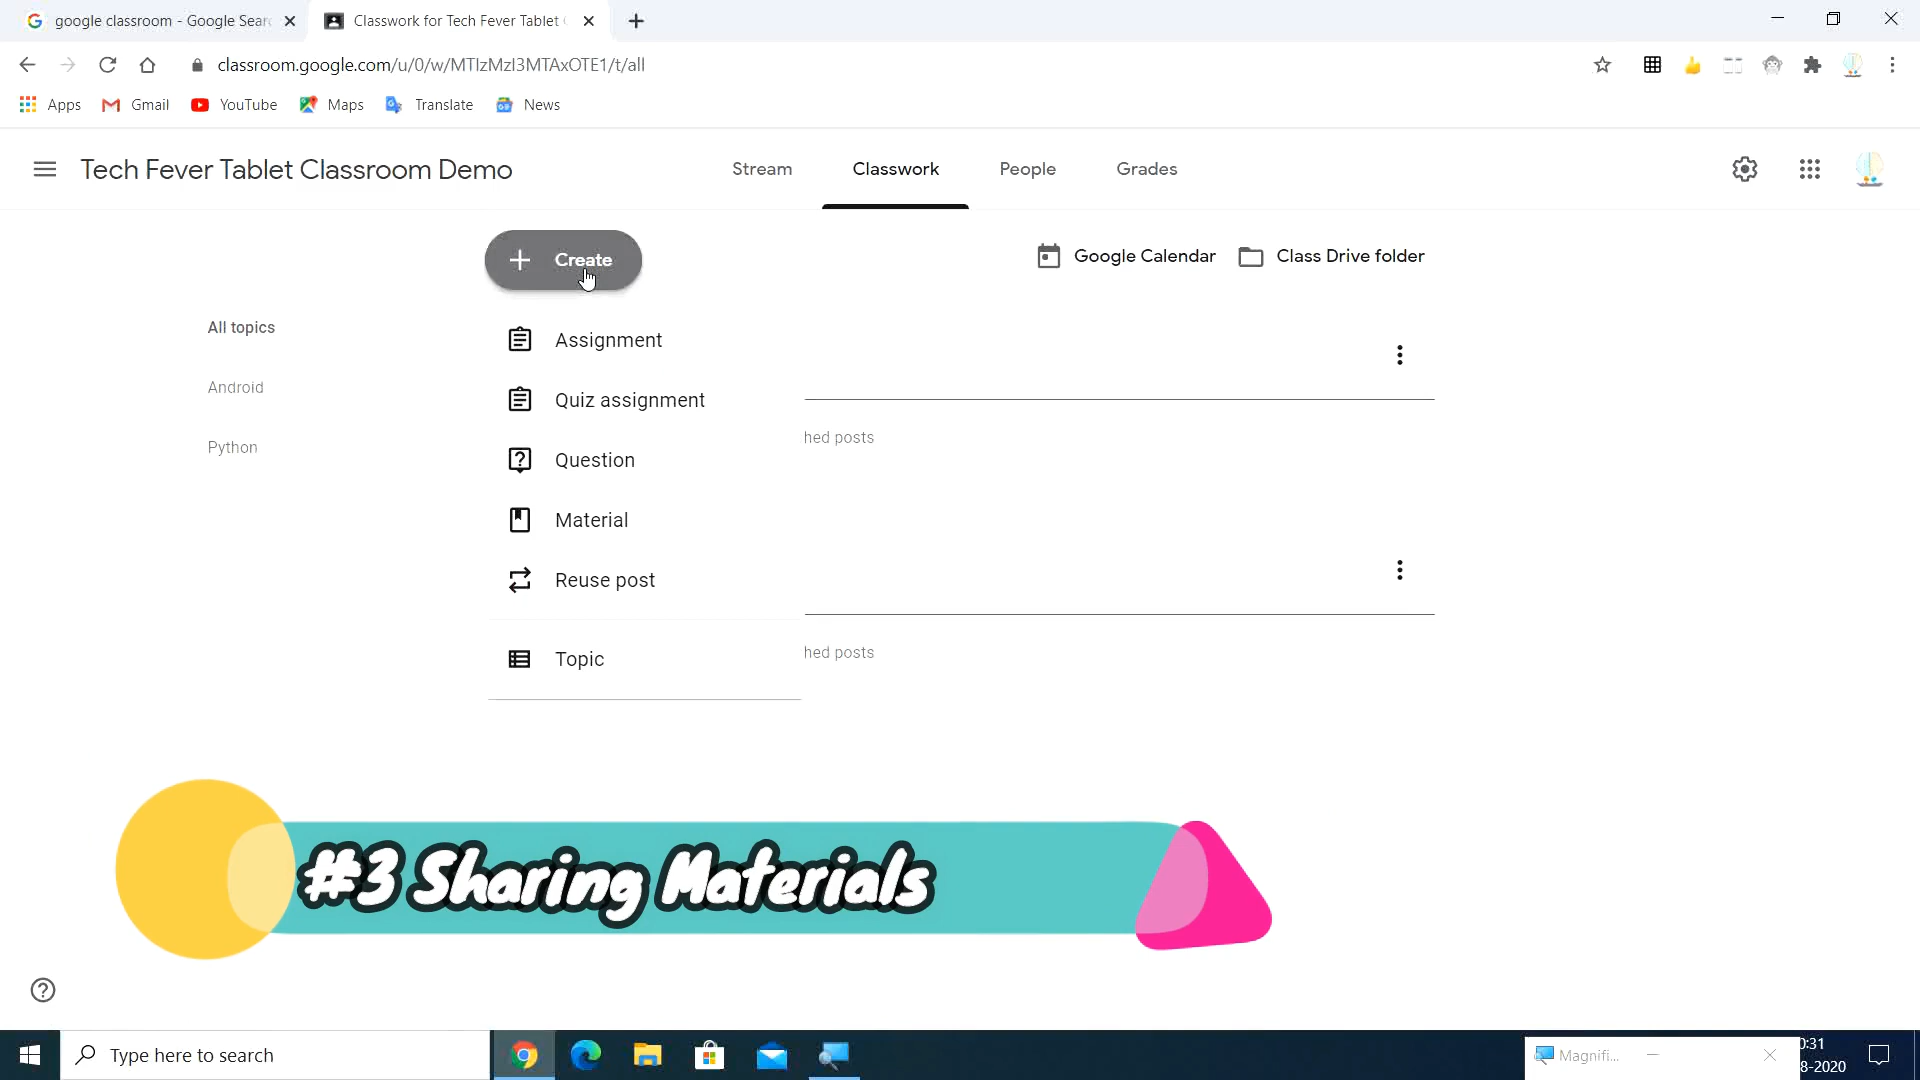 google classroom - Google Sear
Classwork for Tech Fever Tablet
classroom.google.com/u/0/w/MTIzMzI3MTAxOTE1/t/all
Apps
Gmail
YouTube
Maps
Translate
News
Tech Fever Tablet Classroom Demo
Stream
Classwork
People
Grades
Create
Google Calendar
Class Drive folder
All topics
Android
Python
Assignment
Quiz assignment
Question
Material
Reuse post
Topic
hed posts
hed posts
#3 Sharing Materials
Type here to search
Magnifi...
0:31
8-2020